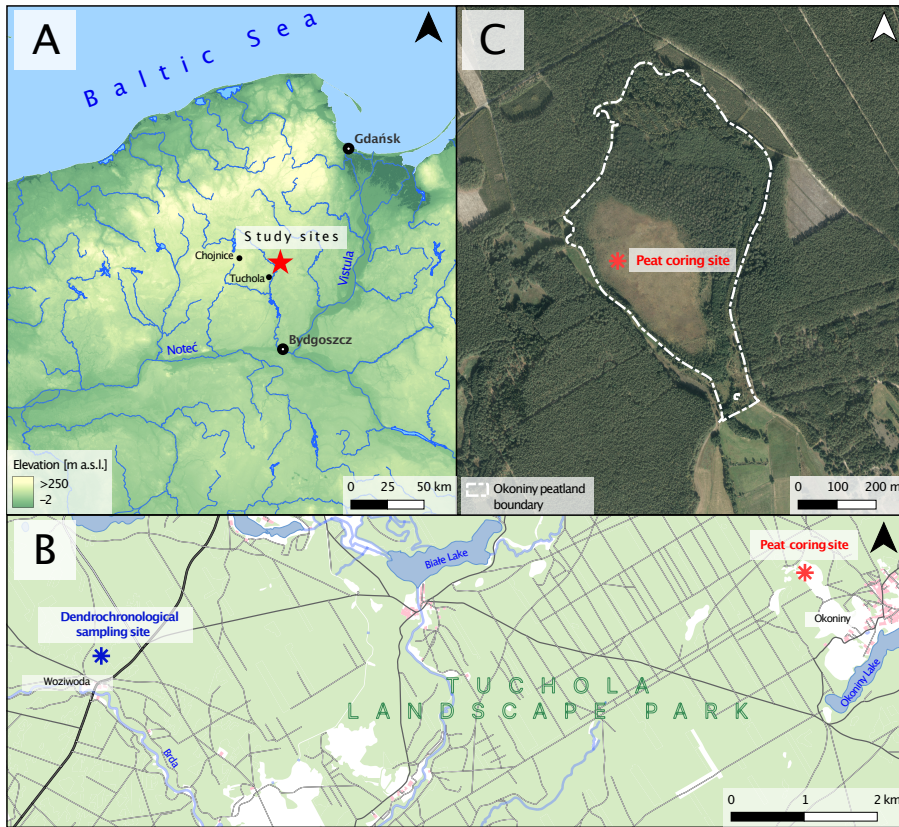 A
Baltic Sea
Gdańsk
Study sites
Chojnice
Tuchola
Vistula
Bydgoszcz
Noteć
Elevation [m a.s.l.]
>250
-2
0 25 50 km
C
Peat coring site
Okoniny peatland
boundary
0 100 200 m
B
Białe Lake
Peat coring site
Dendrochronological
sampling site
Okoniny
Woziwoda
Okoniny Lake
TUCHOLA
LANDSCAPE PARK
Brda
0 1 2 km